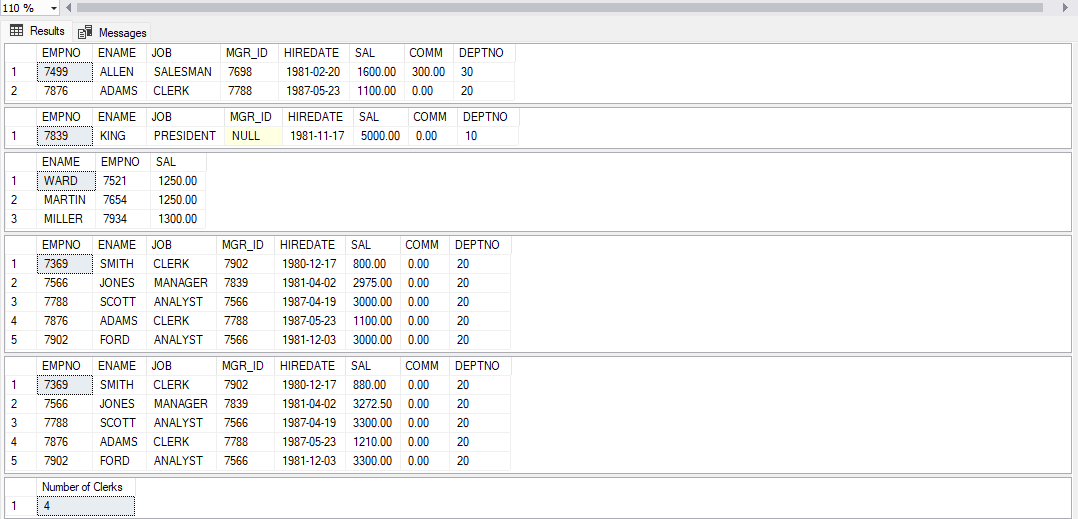 110 %
Results Messages
EMPNO ENAME JOB MGR_ID HIREDATE SAL COMM DEPTNO
1 7499 ALLEN SALESMAN 7698 1981-02-20 1600.00 300.00 30
2 7876 ADAMS CLERK 7788 1987-05-23 1100.00 0.00 20
EMPNO ENAME JOB MGR_ID HIREDATE SAL COMM DEPTNO
1 7839 KING PRESIDENT NULL 1981-11-17 5000.00 0.00 10
ENAME EMPNO SAL
1 WARD 7521 1250.00
2 MARTIN 7654 1250.00
3 MILLER 7934 1300.00
EMPNO ENAME JOB MGR_ID HIREDATE SAL COMM DEPTNO
1 7369 SMITH CLERK 7902 1980-12-17 800.00 0.00 20
2 7566 JONES MANAGER 7839 1981-04-02 2975.00 0.00 20
3 7788 SCOTT ANALYST 7566 1987-04-19 3000.00 0.00 20
4 7876 ADAMS CLERK 7788 1987-05-23 1100.00 0.00 20
5 7902 FORD ANALYST 7566 1981-12-03 3000.00 0.00 20
EMPNO ENAME JOB MGR_ID HIREDATE SAL COMM DEPTNO
1 7369 SMITH CLERK 7902 1980-12-17 880.00 0.00 20
2 7566 JONES MANAGER 7839 1981-04-02 3272.50 0.00 20
3 7788 SCOTT ANALYST 7566 1987-04-19 3300.00 0.00 20
4 7876 ADAMS CLERK 7788 1987-05-23 1210.00 0.00 20
5 7902 FORD ANALYST 7566 1981-12-03 3300.00 0.00 20
Number of Clerks
1 4